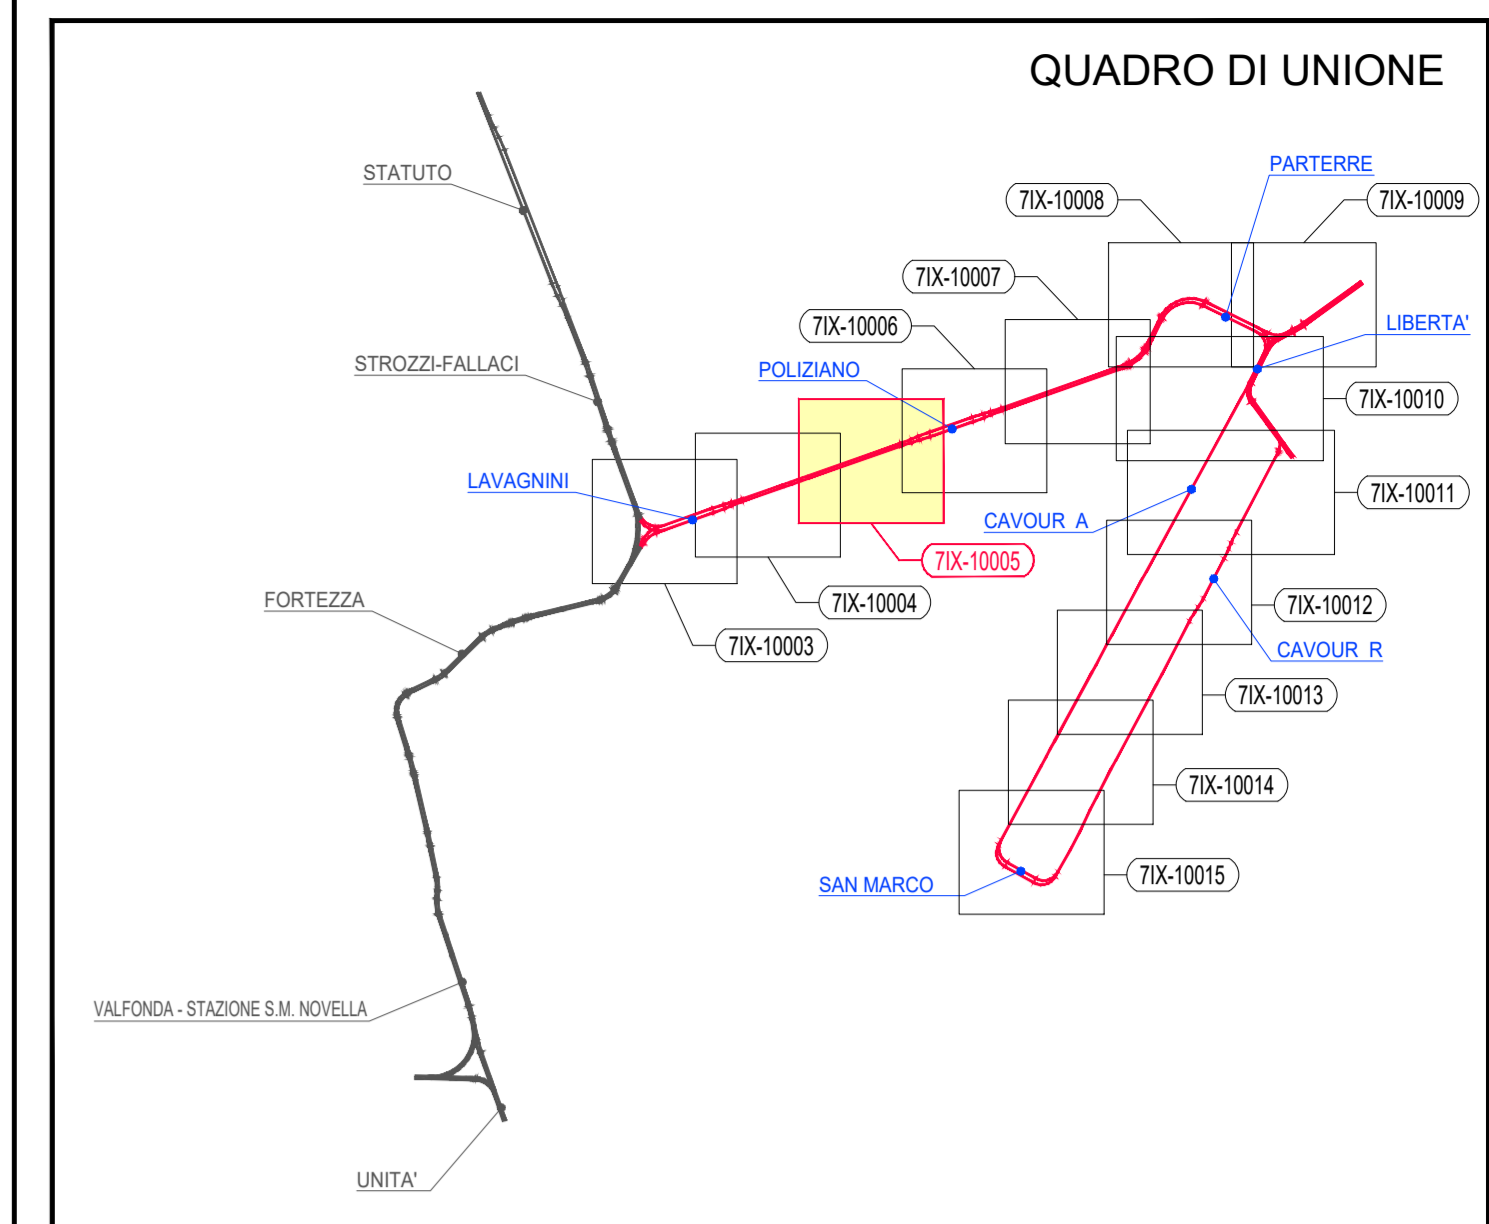 QUADRO DI UNIONE
PARTERRE
STATUTO
7IX-10008
7IX-10009
7IX-10007
7IX-10006
LIBERTA'
STROZZI-FALLACI
POLIZIANO
7IX-10010
LAVAGNINI
7IX-10011
CAVOUR A
7IX-10005
FORTEZZA
7IX-10004
7IX-10012
7IX-10003
CAVOUR R
7IX-10013
7IX-10014
SAN MARCO
7IX-10015
VALFONDA - STAZIONE S.M. NOVELLA
UNITA'